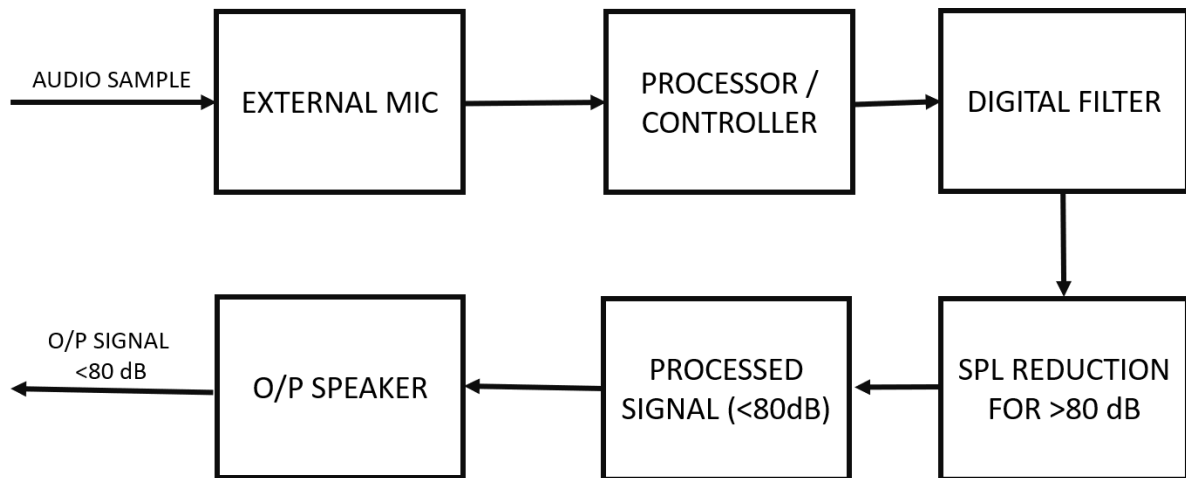 AUDIO SAMPLE
EXTERNAL MIC
PROCESSOR /
CONTROLLER
DIGITAL FILTER
O/P SIGNAL
<80 dB
O/P SPEAKER
PROCESSED
SIGNAL (<80dB)
SPL REDUCTION
FOR >80 dB